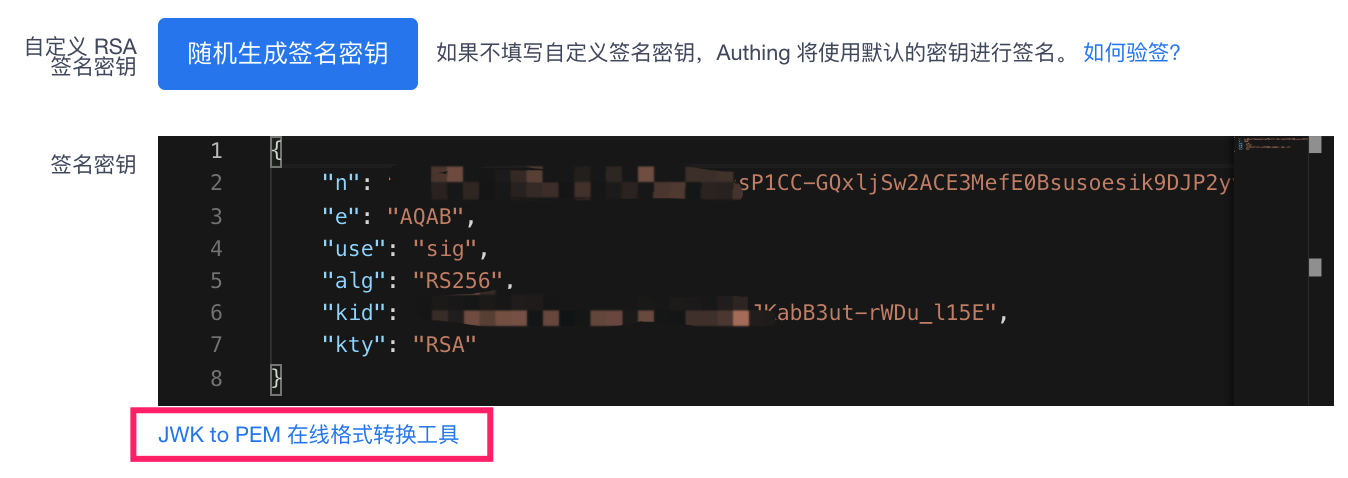 自定义 RSA
签名密钥
随机生成签名密钥
如果不填写自定义签名密钥，Authing 将使用默认的密钥进行签名。 如何验签?
签名密钥
1 {
2 "n": sP1CC-GQxljSw2ACE3MefE0Bsusoesik9DJP2y
3 "e": "AQAB",
4 "use": "sig",
5 "alg": "RS256",
6 "kid": JKabB3ut-rWDu_l15E",
7 "kty": "RSA"
8 }
JWK to PEM 在线格式转换工具